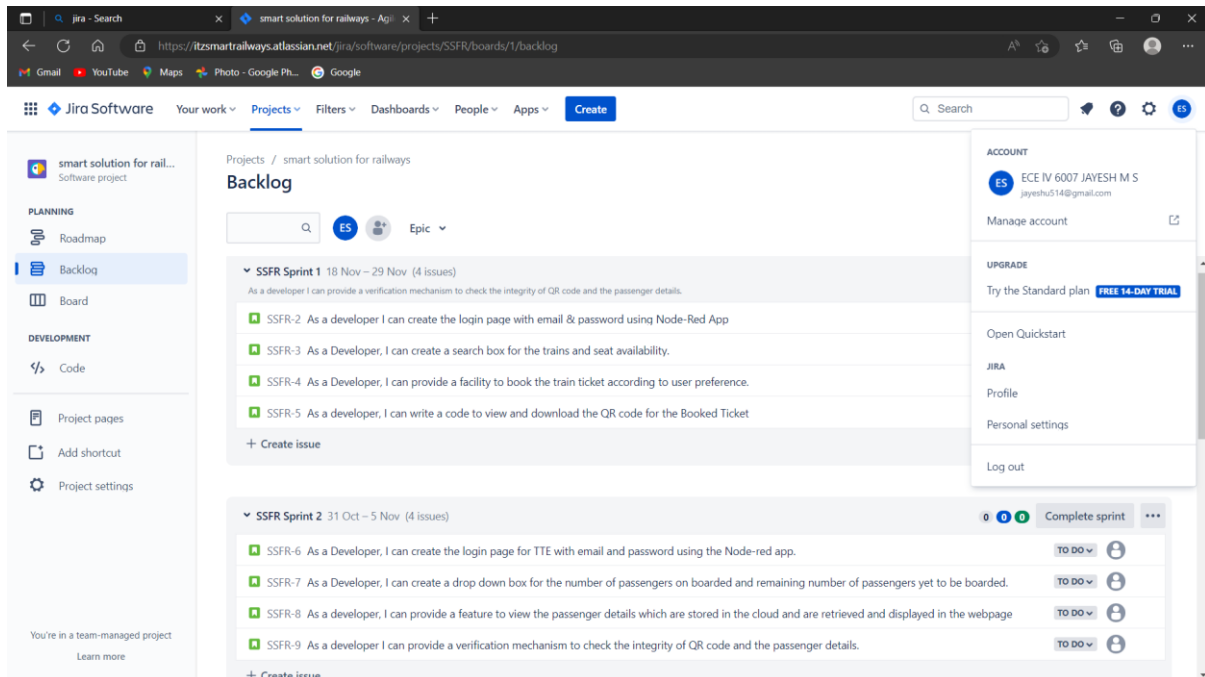 jira - Search
smart solution for railways - Agil
https://itzsmartrailways.atlassian.net/jira/software/projects/SSFR/boards/1/backlog
Gmail YouTube Maps Photo - Google Ph... Google
Jira Software Your work Projects Filters Dashboards People Apps Create Search ES
smart solution for rail...
Software project
PLANNING
Roadmap
Backlog
Board
DEVELOPMENT
Code
Project pages
Add shortcut
Project settings
You're in a team-managed project
Learn more
Projects / smart solution for railways
Backlog
ES Epic
SSFR Sprint 1 18 Nov – 29 Nov (4 issues)
As a developer I can provide a verification mechanism to check the integrity of QR code and the passenger details.
SSFR-2 As a developer I can create the login page with email & password using Node-Red App
SSFR-3 As a Developer, I can create a search box for the trains and seat availability.
SSFR-4 As a Developer, I can provide a facility to book the train ticket according to user preference.
SSFR-5 As a developer, I can write a code to view and download the QR code for the Booked Ticket
+ Create issue
SSFR Sprint 2 31 Oct – 5 Nov (4 issues) 0 0 0 Complete sprint
SSFR-6 As a Developer, I can create the login page for TTE with email and password using the Node-red app. TO DO
SSFR-7 As a Developer, I can create a drop down box for the number of passengers on boarded and remaining number of passengers yet to be boarded. TO DO
SSFR-8 As a developer, I can provide a feature to view the passenger details which are stored in the cloud and are retrieved and displayed in the webpage TO DO
SSFR-9 As a developer, I can provide a verification mechanism to check the integrity of QR code and the passenger details. TO DO
+ Create issue
ACCOUNT
ES ECE IV 6007 JAYESH M S
jayeshu514@gmail.com
Manage account
UPGRADE
Try the Standard plan FREE 14-DAY TRIAL
Open Quickstart
JIRA
Profile
Personal settings
Log out